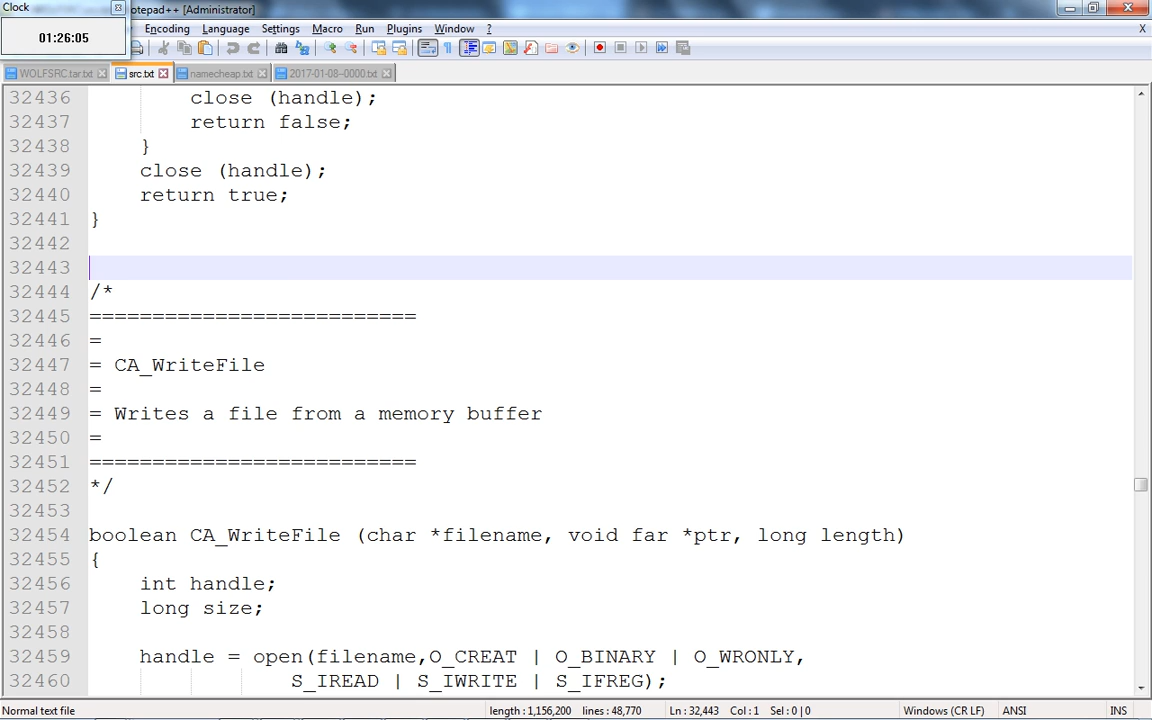 Clock
01:26:05
otepad++ [Administrator]
Encoding Language Settings Macro Run Plugins Window ? X
WOLFSRC.tar.txt src.txt namecheap.txt 2017-01-08--0000.txt
32436 close (handle);
32437 return false;
32438 }
32439 close (handle);
32440 return true;
32441 }
32442
32443
32444 /*
32445 ==========================
32446 =
32447 = CA_WriteFile
32448 =
32449 = Writes a file from a memory buffer
32450 =
32451 ==========================
32452 */
32453
32454 boolean CA_WriteFile (char *filename, void far *ptr, long length)
32455 {
32456 int handle;
32457 long size;
32458
32459 handle = open(filename,O_CREAT | O_BINARY | O_WRONLY,
32460 S_IREAD | S_IWRITE | S_IFREG);
Normal text file length : 1,156,200 lines : 48,770 Ln : 32,443 Col : 1 Sel : 0 | 0 Windows (CR LF) ANSI INS